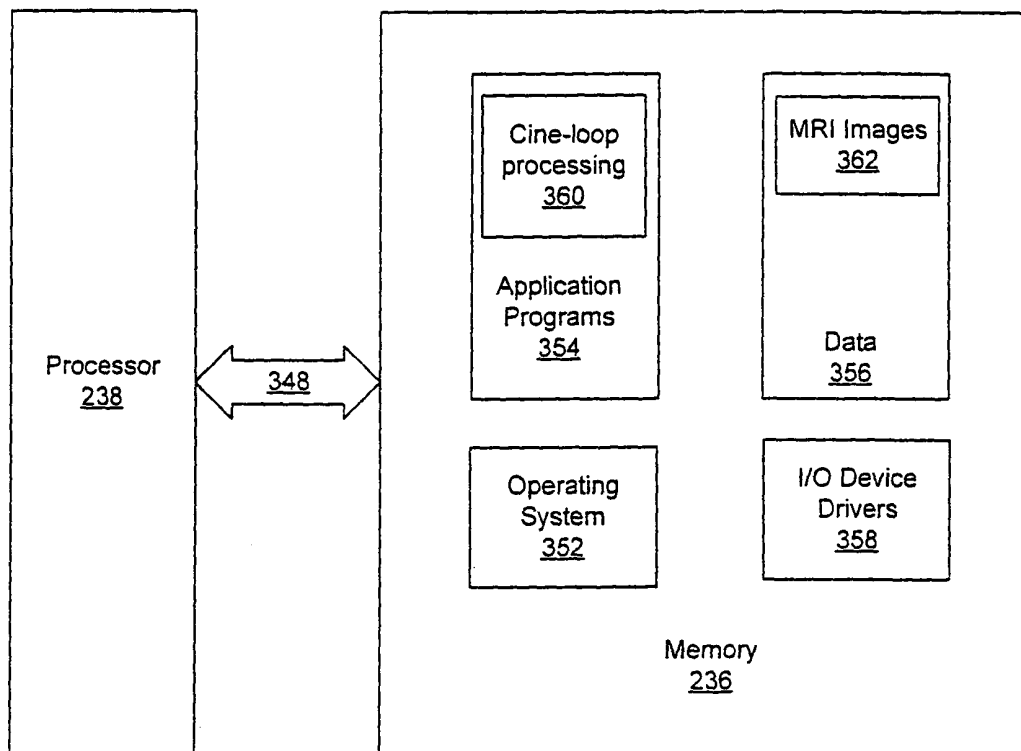 Processor
238
348
Cine-loop
processing
360
Application
Programs
354
MRI Images
362
Data
356
Operating
System
352
I/O Device
Drivers
358
Memory
236